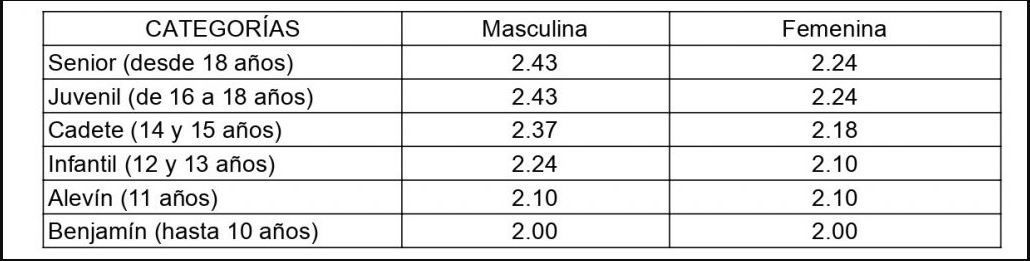 CATEGORÍAS Masculina Femenina
Senior (desde 18 años) 2.43 2.24
Juvenil (de 16 a 18 años) 2.43 2.24
Cadete (14 y 15 años) 2.37 2.18
Infantil (12 y 13 años) 2.24 2.10
Alevín (11 años) 2.10 2.10
Benjamín (hasta 10 años) 2.00 2.00